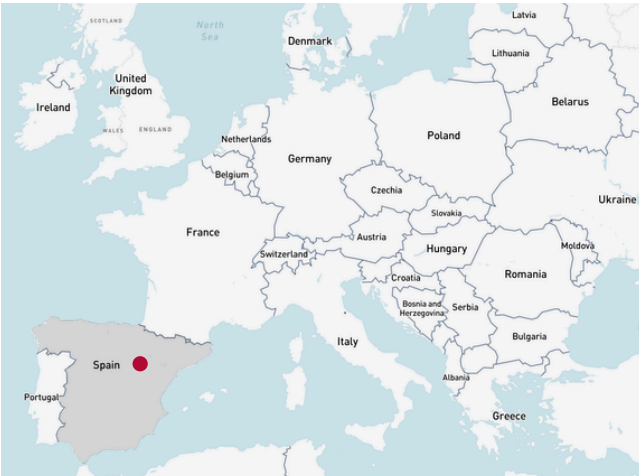 SCOTLAND
North
Sea
Latvia
Denmark
Lithuania
United
Kingdom
Ireland
Belarus
WALES
ENGLAND
Netherlands
Poland
Germany
Belgium
Czechia
Ukraine
Slovakia
France
Austria
Switzerland
Hungary
Moldova
Romania
Croatia
Bosnia and
Herzegovina
Serbia
Italy
Bulgaria
Spain
Albania
Portugal
Greece